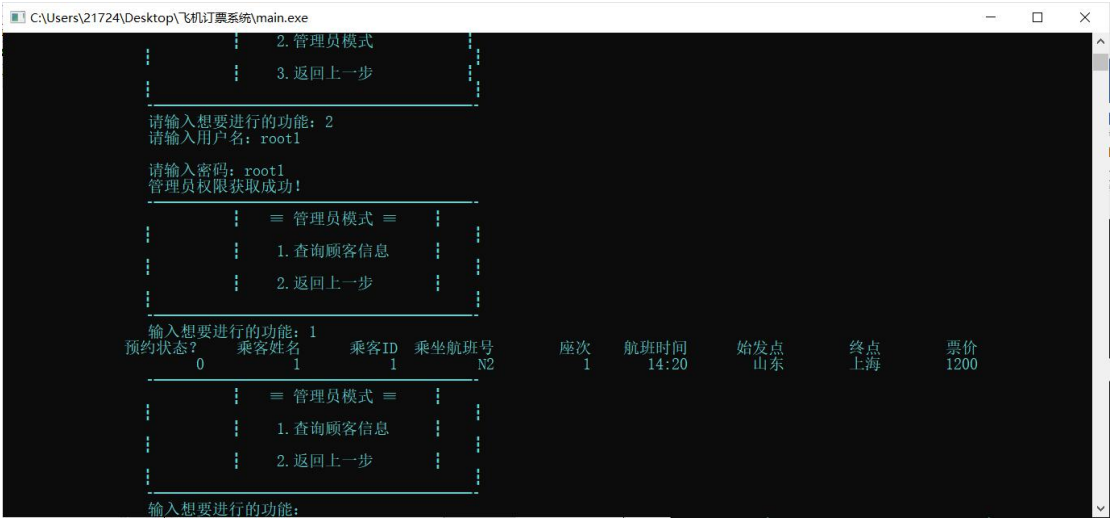 C:\Users\21724\Desktop\飞机订票系统\main.exe
2.管理员模式
3.返回上一步
请输入想要进行的功能：2
请输入用户名：root1
请输入密码：root1
管理员权限获取成功！
≡ 管理员模式 ≡
1.查询顾客信息
2.返回上一步
输入想要进行的功能：1
预约状态？ 乘客姓名 乘客ID 乘坐航班号 座次 航班时间 始发点 终点 票价
0 1 1 N2 1 14:20 山东 上海 1200
≡ 管理员模式 ≡
1.查询顾客信息
2.返回上一步
输入想要进行的功能：